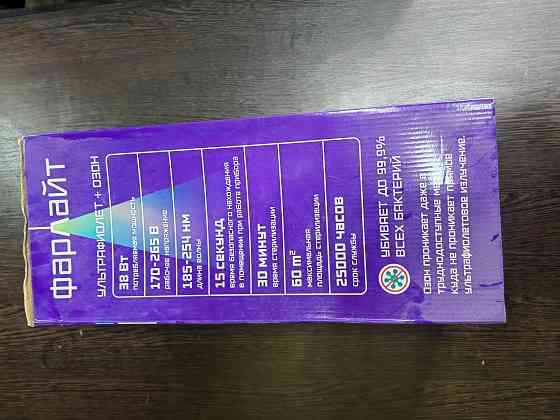 фарлайт
УЛЬТРАФИОЛЕТ + ОЗОН
38 Вт
потребляемая мощность
170-265 В
рабочее напряжение
185-254 НМ
длина волны
15 СЕКУНД
время безопасного нахождения
в помещении при работе прибора
30 МИНУТ
время стерилизации
60 m²
максимальная
площадь стерилизации
25000 ЧАСОВ
срок службы
УБИВАЕТ ДО 99,9%
ВСЕХ БАКТЕРИЙ
Озон проникает даже в
труднодоступные места,
куда не проникает прямое
ультрафиолетовое излучение.